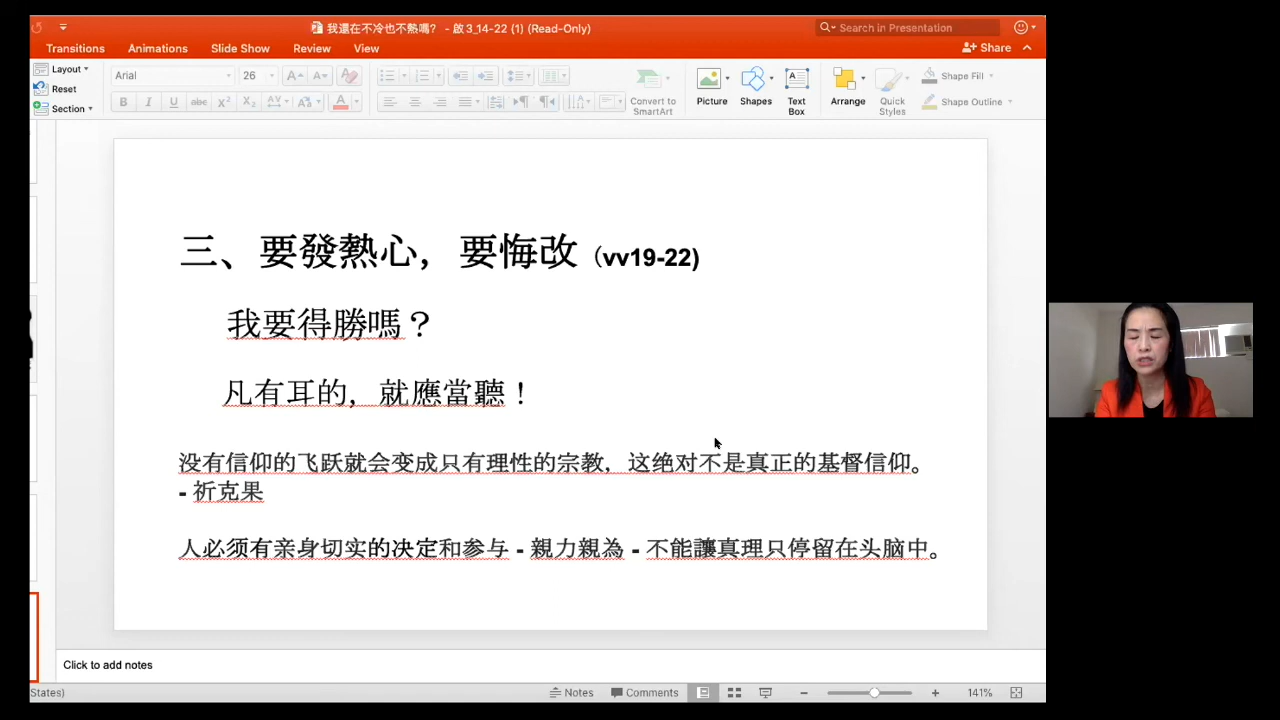 我還在不冷也不熱嗎? - 啟3_14-22 (1) (Read-Only)
Search in Presentation
Transitions Animations Slide Show Review View
Share
Layout
Reset
Section
Arial 26
Convert to SmartArt
Picture
Shapes
Text Box
Arrange
Quick Styles
Shape Fill
Shape Outline
三、要發熱心，要悔改（vv19-22)
我要得勝嗎？
凡有耳的，就應當聽！
没有信仰的飞跃就会变成只有理性的宗教，这绝对不是真正的基督信仰。
- 祈克果
人必须有亲身切实的决定和参与 - 親力親為 - 不能讓真理只停留在头脑中。
Click to add notes
States)
Notes
Comments
141%